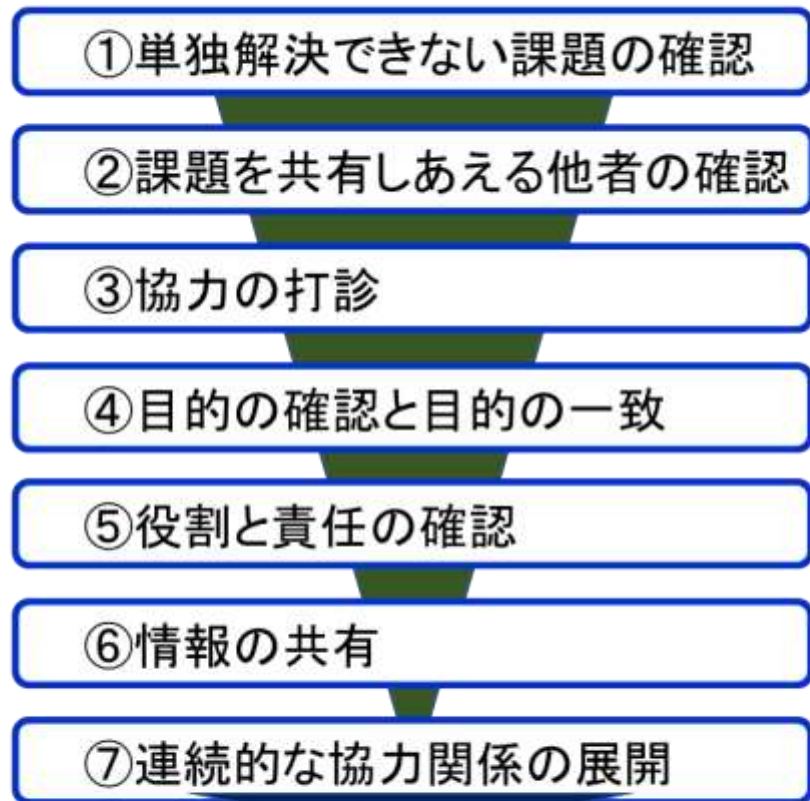 ①単独解決できない課題の確認
②課題を共有しあえる他者の確認
③協力の打診
④目的の確認と目的の一致
⑤役割と責任の確認
⑥情報の共有
⑦連続的な協力関係の展開